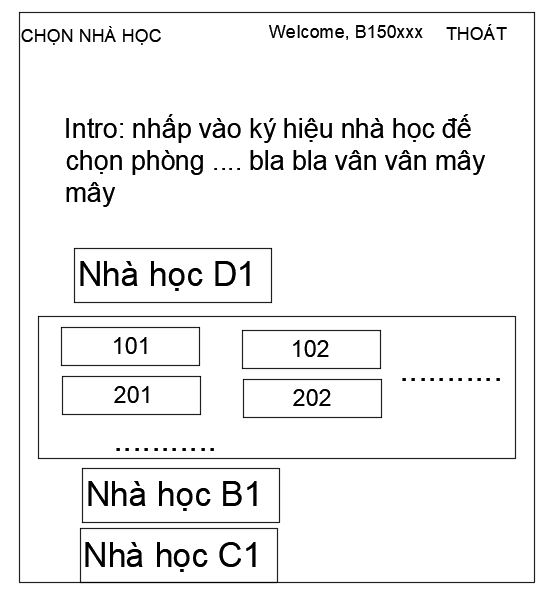 CHỌN NHÀ HỌC
Welcome, B150xxx
THOÁT
Intro: nhấp vào ký hiệu nhà học để
chọn phòng .... bla bla vân vân mây
mây
Nhà học D1
101
102
...........
201
202
...........
Nhà học B1
Nhà học C1